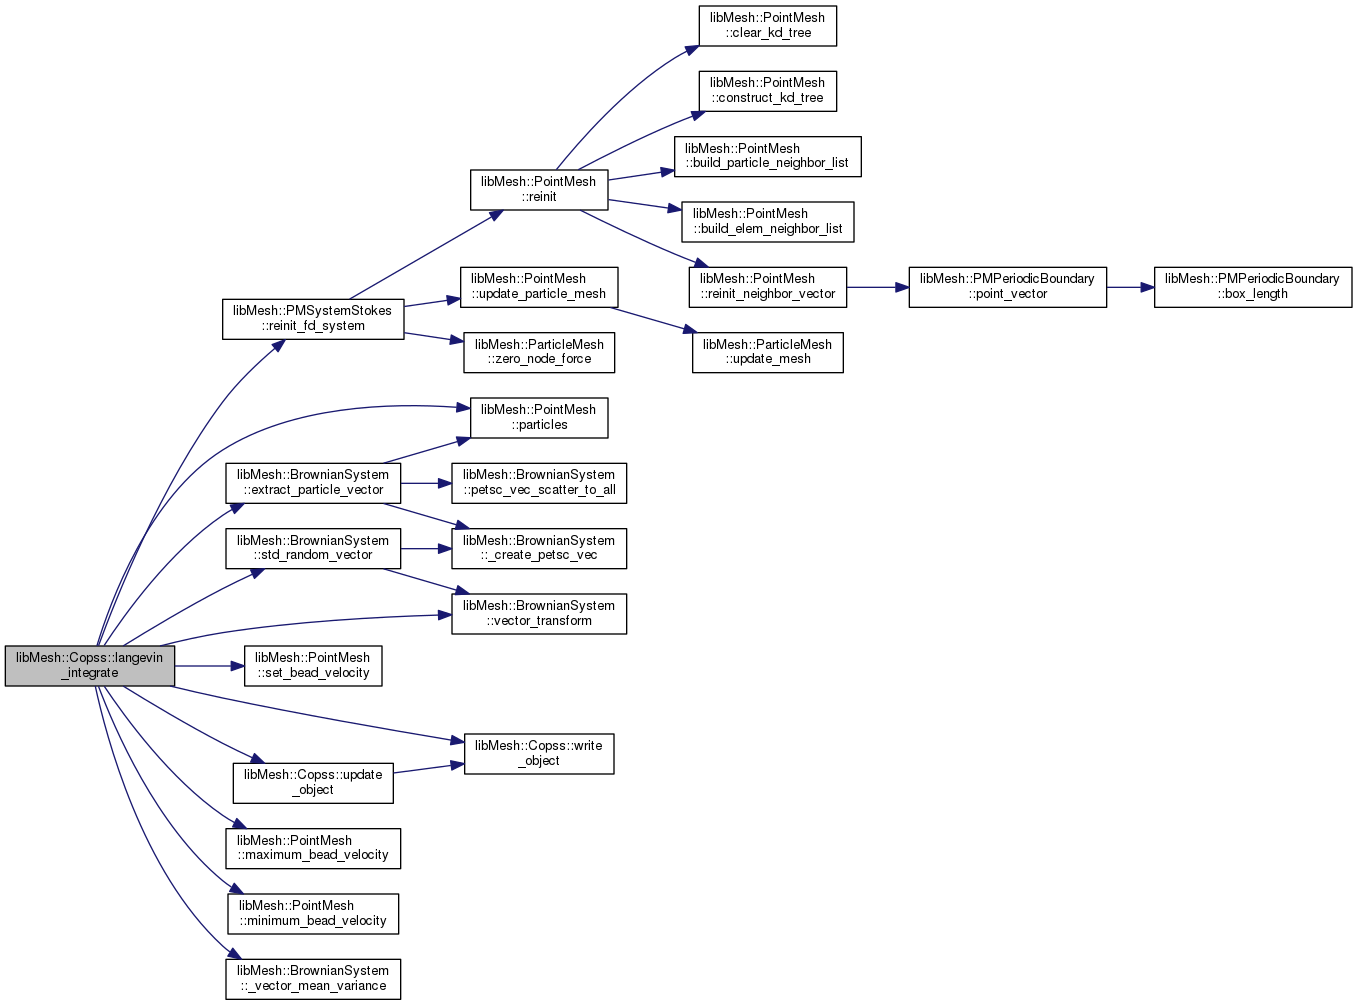 libMesh::PointMesh
::clear_kd_tree
libMesh::PointMesh
::construct_kd_tree
libMesh::PointMesh
::build_particle_neighbor_list
libMesh::PointMesh
::reinit
libMesh::PointMesh
::build_elem_neighbor_list
libMesh::PointMesh
::update_particle_mesh
libMesh::PointMesh
::reinit_neighbor_vector
libMesh::PMPeriodicBoundary
::point_vector
libMesh::PMPeriodicBoundary
::box_length
libMesh::PMSystemStokes
::reinit_fd_system
libMesh::ParticleMesh
::zero_node_force
libMesh::ParticleMesh
::update_mesh
libMesh::PointMesh
::particles
libMesh::BrownianSystem
::extract_particle_vector
libMesh::BrownianSystem
::petsc_vec_scatter_to_all
libMesh::BrownianSystem
::std_random_vector
libMesh::BrownianSystem
::_create_petsc_vec
libMesh::BrownianSystem
::vector_transform
libMesh::Copss::langevin
_integrate
libMesh::PointMesh
::set_bead_velocity
libMesh::Copss::write
_object
libMesh::Copss::update
_object
libMesh::PointMesh
::maximum_bead_velocity
libMesh::PointMesh
::minimum_bead_velocity
libMesh::BrownianSystem
::_vector_mean_variance